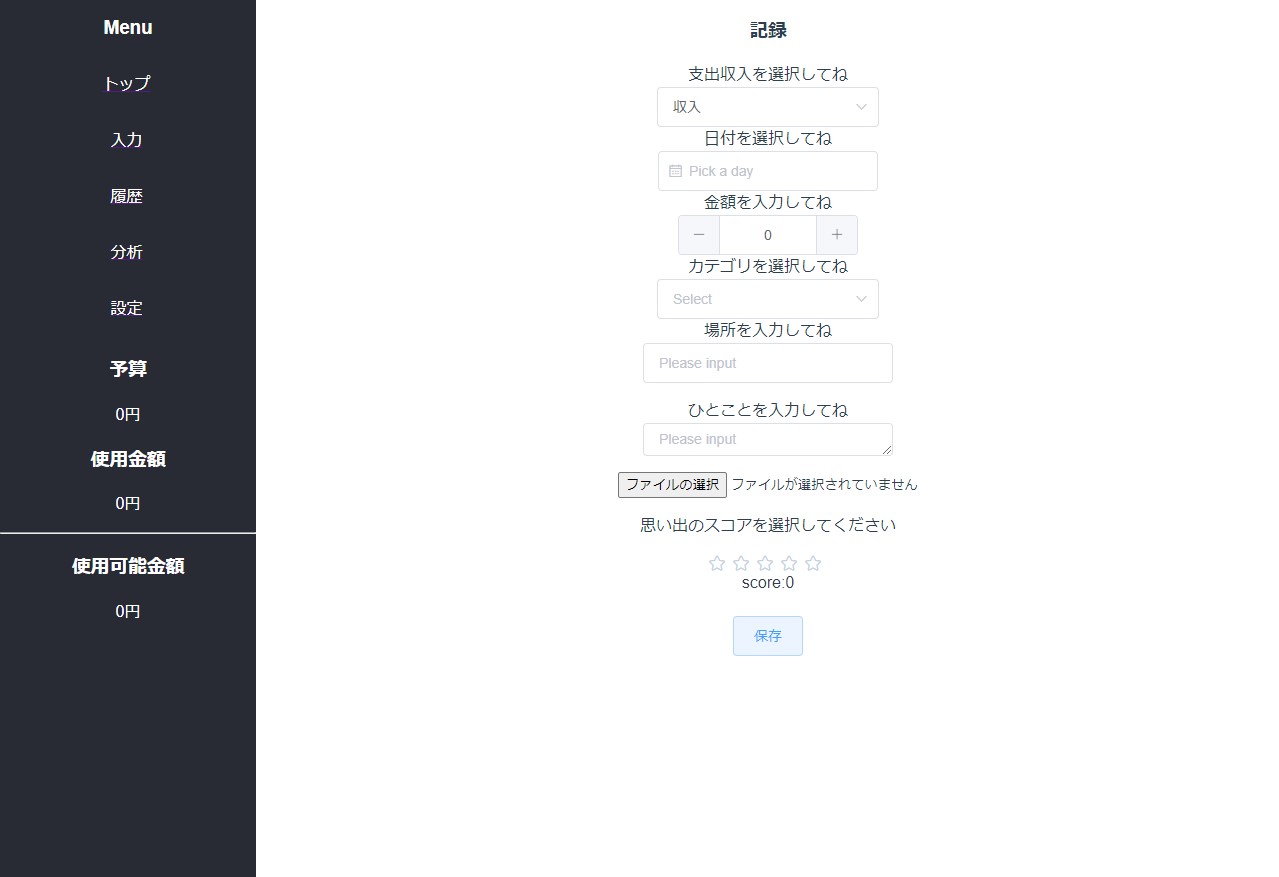 Menu
トップ
入力
履歴
分析
設定
予算
0円
使用金額
0円
使用可能金額
0円
記録
支出収入を選択してね
収入
日付を選択してね
Pick a day
金額を入力してね
0
カテゴリを選択してね
Select
場所を入力してね
Please input
ひとことを入力してね
Please input
ファイルの選択 ファイルが選択されていません
思い出のスコアを選択してください
score:0
保存